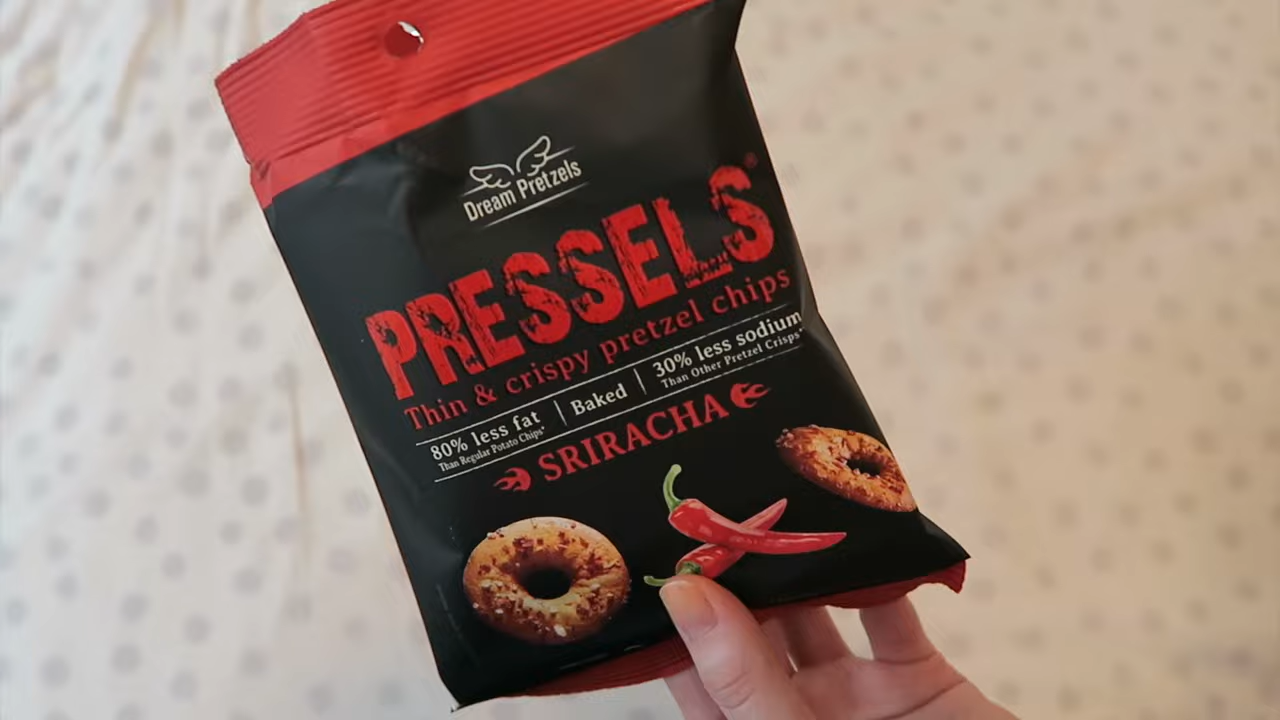 Dream Pretzels
PRESSELS®
Thin & crispy pretzel chips
80% less fat
Than Regular Potato Chips*
Baked
30% less sodium
Than Other Pretzel Crisps*
SRIRACHA